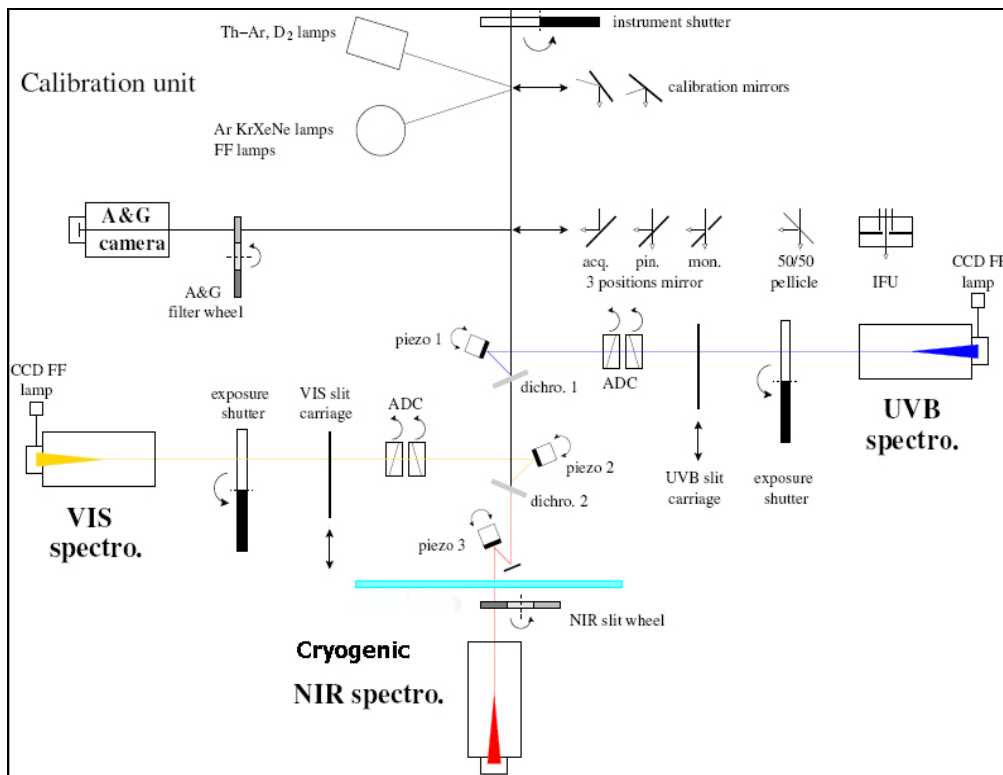 instrument shutter
Th-Ar, D₂ lamps
Calibration unit
calibration mirrors
Ar KrXeNe lamps
FF lamps
A&G
camera
acq. pin. mon.
3 positions mirror
50/50
pellicle
IFU
CCD FF
lamp
A&G
filter wheel
piezo 1
ADC
dichro. 1
UVB
spectro.
CCD FF
lamp
exposure
shutter
VIS slit
carriage
ADC
piezo 2
dichro. 2
UVB slit
carriage
exposure
shutter
VIS
spectro.
piezo 3
NIR slit wheel
Cryogenic
NIR spectro.